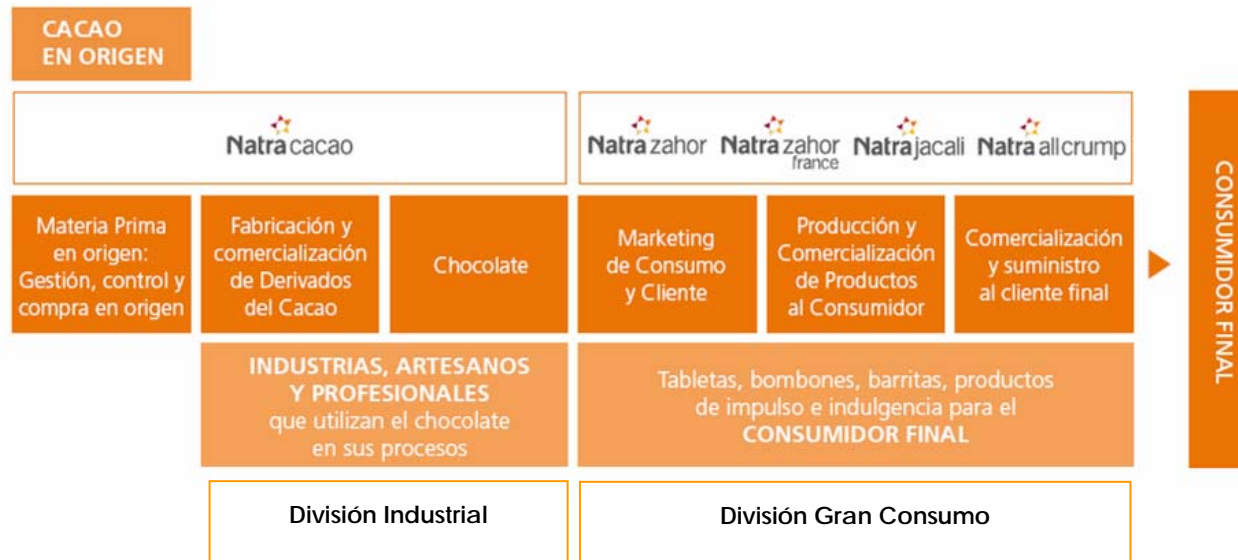 CACAO
EN ORIGEN
Natra cacao
Natra zahor
Natra zahor
france
Natra jacali
Natra allcrump
Materia Prima
en origen:
Gestión, control y
compra en origen
Fabricación y
comercialización
de Derivados
del Cacao
Chocolate
Marketing
de Consumo
y Cliente
Producción y
Comercialización
de Productos
al Consumidor
Comercialización
y suministro
al cliente final
CONSUMIDOR FINAL
INDUSTRIAS, ARTESANOS
Y PROFESIONALES
que utilizan el chocolate
en sus procesos
Tabletas, bombones, barritas, productos
de impulso e indulgencia para el
CONSUMIDOR FINAL
División Industrial
División Gran Consumo